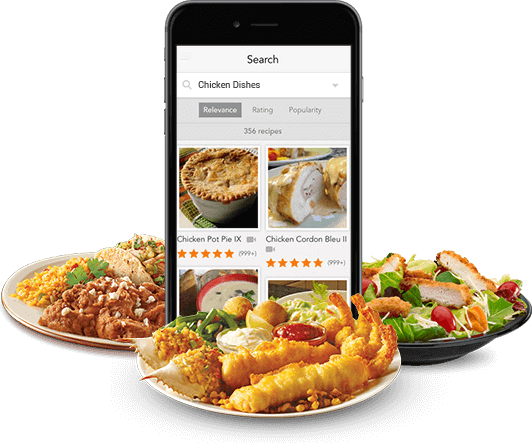 Search
Chicken Dishes
Relevance Rating Popularity
356 recipes
Chicken Pot Pie IX
(999+)
Chicken Cordon Bleu II
(999+)